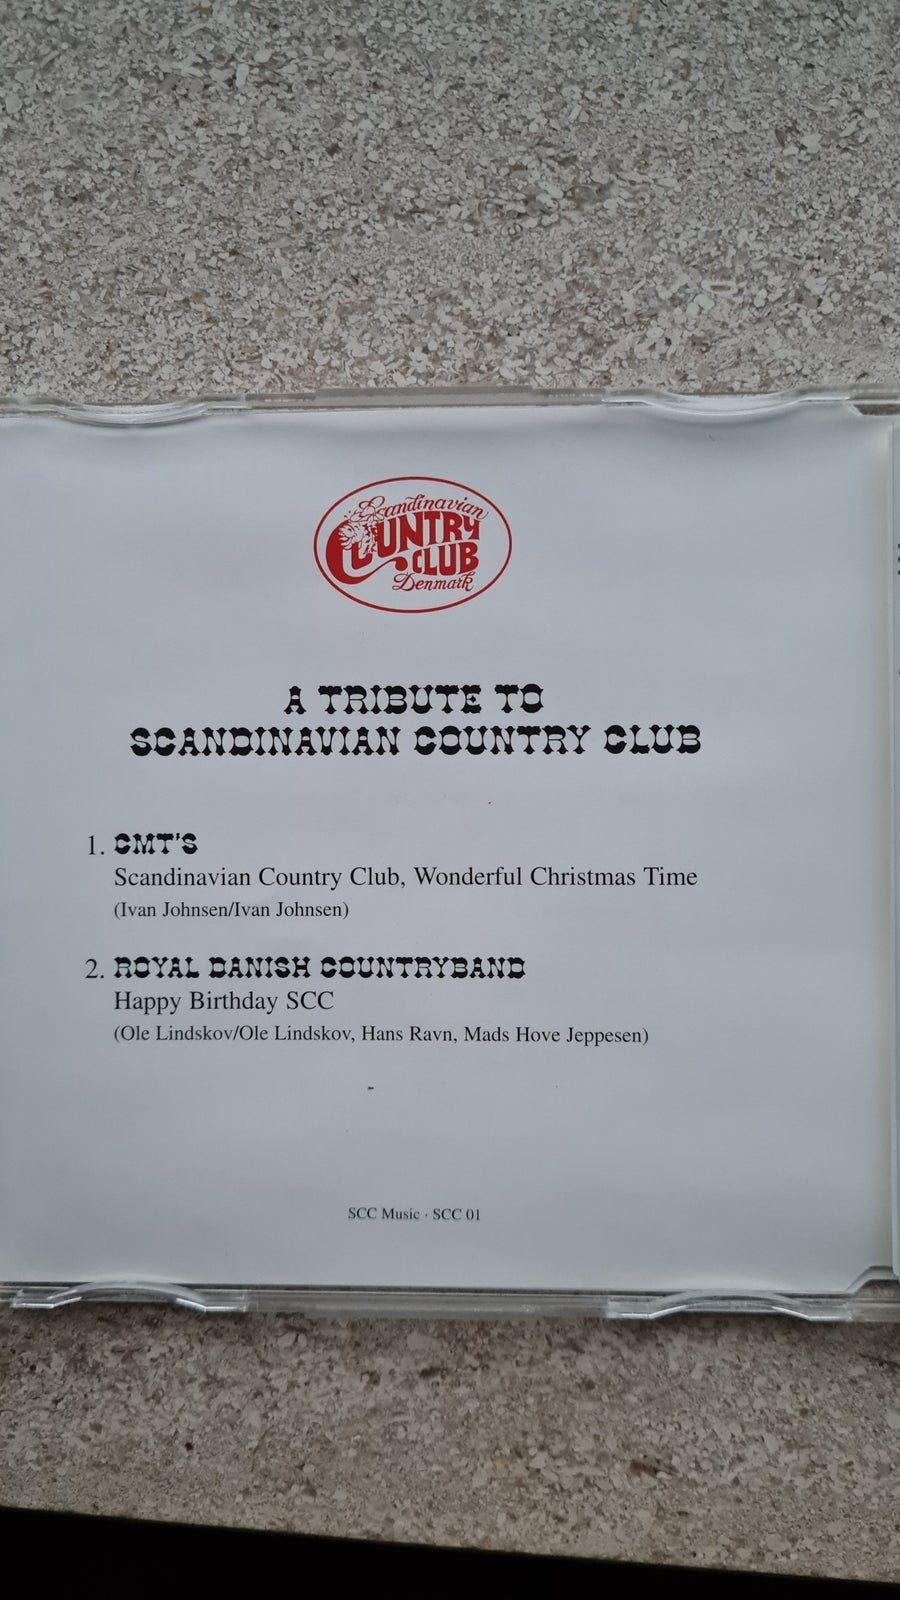 Scandinavian
COUNTRY
CLUB
Denmark
A TRIBUTE TO
SCANDINAVIAN COUNTRY CLUB
1. CMT'S
Scandinavian Country Club, Wonderful Christmas Time
(Ivan Johnsen/Ivan Johnsen)
2. ROYAL DANISH COUNTRYBAND
Happy Birthday SCC
(Ole Lindskov/Ole Lindskov, Hans Ravn, Mads Hove Jeppesen)
SCC Music · SCC 01